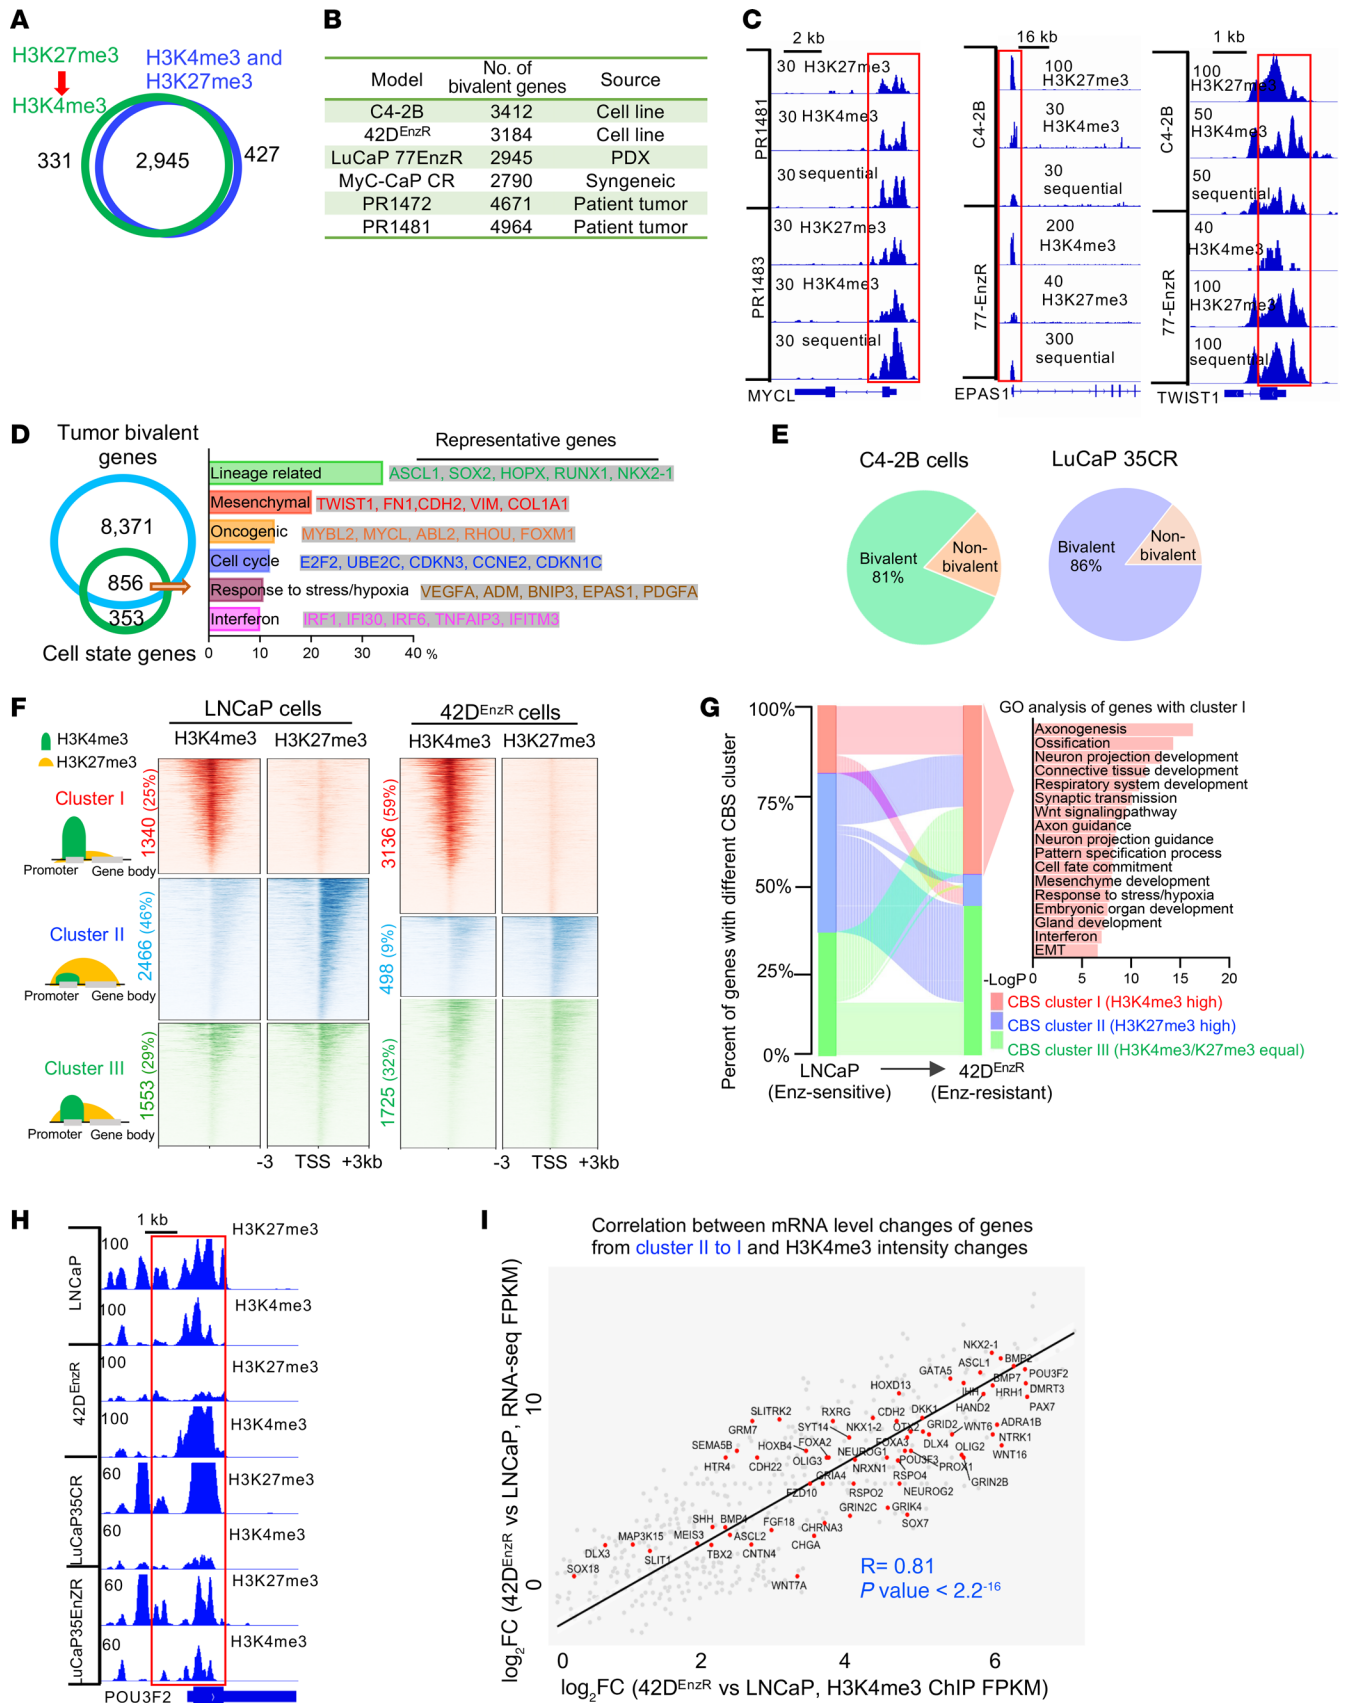 A
H3K27me3
H3K4me3
H3K4me3 and
H3K27me3
331
2,945
427
B
Model No. of bivalent genes Source
C4-2B 3412 Cell line
42DEnzR 3184 Cell line
LuCaP 77EnzR 2945 PDX
MyC-CaP CR 2790 Syngeneic
PR1472 4671 Patient tumor
PR1481 4964 Patient tumor
C
2 kb
PR1481
30 H3K27me3
30 H3K4me3
30 sequential
PR1483
30 H3K27me3
30 H3K4me3
30 sequential
MYCL
16 kb
C4-2B
100
H3K27me3
30
H3K4me3
30
sequential
77-EnzR
200
H3K4me3
40
H3K27me3
300
sequential
EPAS1
1 kb
C4-2B
100
H3K27me3
50
H3K4me3
50
sequential
77-EnzR
40
H3K4me3
100
H3K27me3
100
sequential
TWIST1
D
Tumor bivalent
genes
8,371
856
353
Cell state genes
Representative genes
Lineage related ASCL1, SOX2, HOPX, RUNX1, NKX2-1
Mesenchymal TWIST1, FN1,CDH2, VIM, COL1A1
Oncogenic MYBL2, MYCL, ABL2, RHOU, FOXM1
Cell cycle E2F2, UBE2C, CDKN3, CCNE2, CDKN1C
Response to stress/hypoxia VEGFA, ADM, BNIP3, EPAS1, PDGFA
Interferon IRF1, IFI30, IRF6, TNFAIP3, IFITM3
0 10 20 30 40 %
E
C4-2B cells
Bivalent
81%
Non-
bivalent
LuCaP 35CR
Bivalent
86%
Non-
bivalent
F
LNCaP cells
42DEnzR cells
H3K4me3 H3K27me3 H3K4me3 H3K27me3
H3K4me3
H3K27me3
Cluster I
Promoter Gene body
1340 (25%)
3136 (59%)
Cluster II
Promoter Gene body
2466 (46%)
498 (9%)
Cluster III
Promoter Gene body
1553 (29%)
1725 (32%)
-3 TSS +3kb
-3 TSS +3kb
G
Percent of genes with different CBS cluster
100%
75%
50%
25%
0%
LNCaP
(Enz-sensitive)
42DEnzR
(Enz-resistant)
GO analysis of genes with cluster I
Axonogenesis
Ossification
Neuron projection development
Connective tissue development
Respiratory system development
Synaptic transmission
Wnt signalingpathway
Axon guidance
Neuron projection guidance
Pattern specification process
Cell fate commitment
Mesenchyme development
Response to stress/hypoxia
Embryonic organ development
Gland development
Interferon
EMT
-LogP
0 5 10 15 20
CBS cluster I (H3K4me3 high)
CBS cluster II (H3K27me3 high)
CBS cluster III (H3K4me3/K27me3 equal)
H
1 kb
LNCaP
100 H3K27me3
100 H3K4me3
42DEnzR
100 H3K27me3
100 H3K4me3
LuCaP35CR
60 H3K27me3
60 H3K4me3
LuCaP35EnZR
60 H3K27me3
60 H3K4me3
POU3F2
I
Correlation between mRNA level changes of genes
from cluster II to I and H3K4me3 intensity changes
log2FC (42DEnzR vs LNCaP, RNA-seq FPKM)
10
0
NKX2-1
BMP2
ASCL1
GATA5
POU3F2
BMP7
IHH
HRH1
DMRT3
HOXD13
HAND2
PAX7
SLITRK2
RXRG
CDH2
DKK1
GRM7
SYT14
NKX1-2
OTX2
GRID2
WNT6
ADRA1B
NTRK1
SEMA5B
HOXB4
FOXA2
FOXA3
DLX4
OLIG2
WNT16
NEUROG1
OLIG3
POU3F3
HTR4
CDH22
NRXN1
PROX1
GRIA4
RSPO4
GRIN2B
FZD10
RSPO2
NEUROG2
GRIN2C
GRIK4
SOX7
SHH
BMP4
FGF18
CHRNA3
MAP3K15
MEIS3
ASCL2
CHGA
DLX3
SLIT1
TBX2
CNTN4
SOX18
WNT7A
R= 0.81
P value < 2.2-16
0 2 4 6
log2FC (42DEnzR vs LNCaP, H3K4me3 ChIP FPKM)